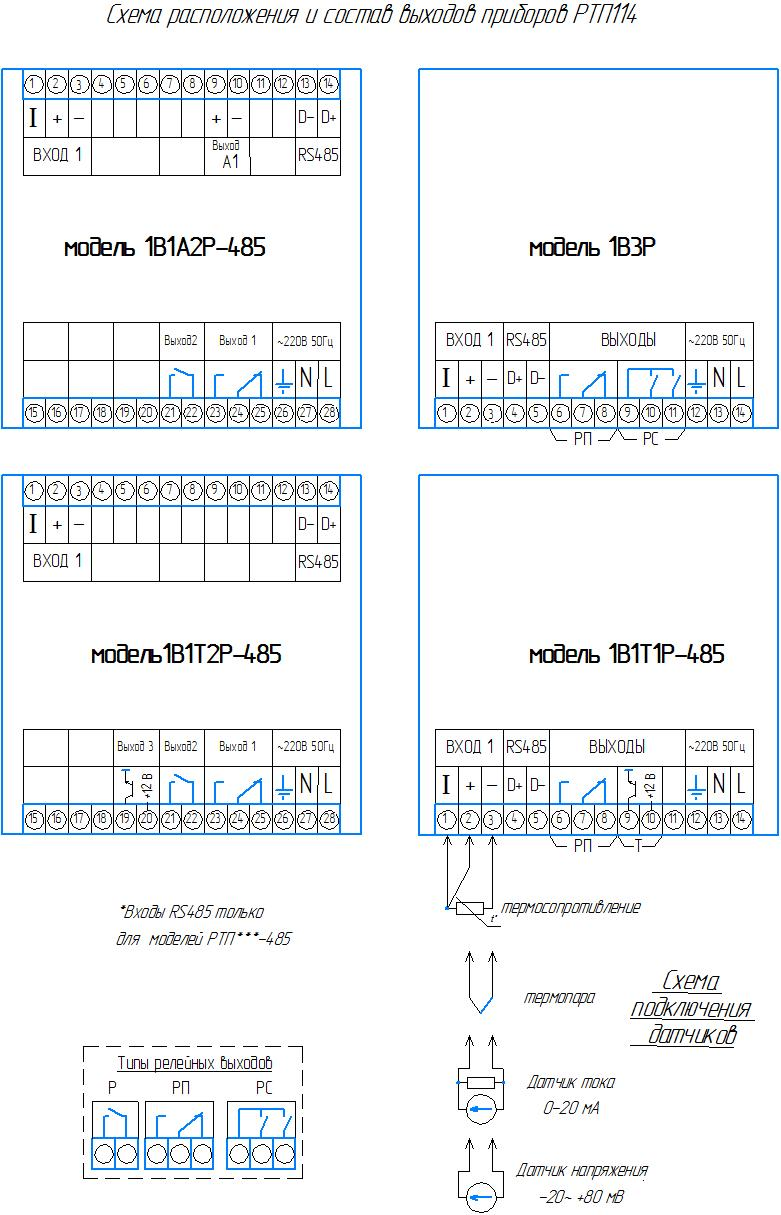 Схема расположения и состав выходов приборов РТП114
1 2 3 4 5 6 7 8 9 10 11 12 13 14
I + – + – D– D+
ВХОД 1 Выход А1 RS485
модель 1В1А2Р–485
Выход2 Выход 1 ~220В 50Гц
N L
15 16 17 18 19 20 21 22 23 24 25 26 27 28
модель 1В3Р
ВХОД 1 RS485 ВЫХОДЫ ~220В 50Гц
I + – D+ D– N L
1 2 3 4 5 6 7 8 9 10 11 12 13 14
РП РС
1 2 3 4 5 6 7 8 9 10 11 12 13 14
I + – D– D+
ВХОД 1 RS485
модель1В1Т2Р–485
Выход 3 Выход2 Выход 1 ~220В 50Гц
+12 В N L
15 16 17 18 19 20 21 22 23 24 25 26 27 28
модель 1В1Т1Р–485
ВХОД 1 RS485 ВЫХОДЫ ~220В 50Гц
I + – D+ D– +12 В N L
1 2 3 4 5 6 7 8 9 10 11 12 13 14
РП Т
*Входы RS485 только
для моделей РТП***–485
t°
термосопротивление
термопара
Схема
подключения
датчиков
Датчик тока
0–20 мА
Датчик напряжения
–20~ +80 мВ
Типы релейных выходов
Р РП РС